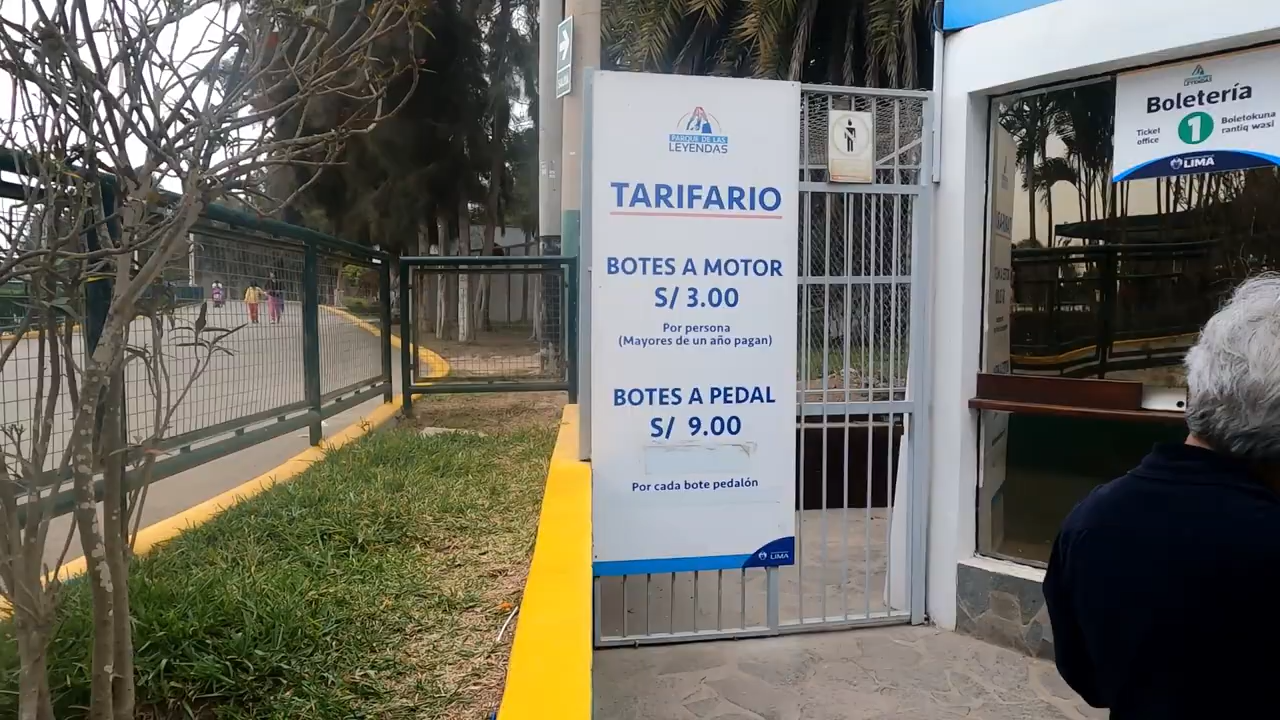 PARQUE DE LAS
LEYENDAS
TARIFARIO
BOTES A MOTOR
S/ 3.00
Por persona
(Mayores de un año pagan)
BOTES A PEDAL
S/ 9.00
Por cada bote pedalón
LIMA
LEYENDAS
Boletería
Ticket
office
1
Boletokuna
rantiq wasi
LIMA